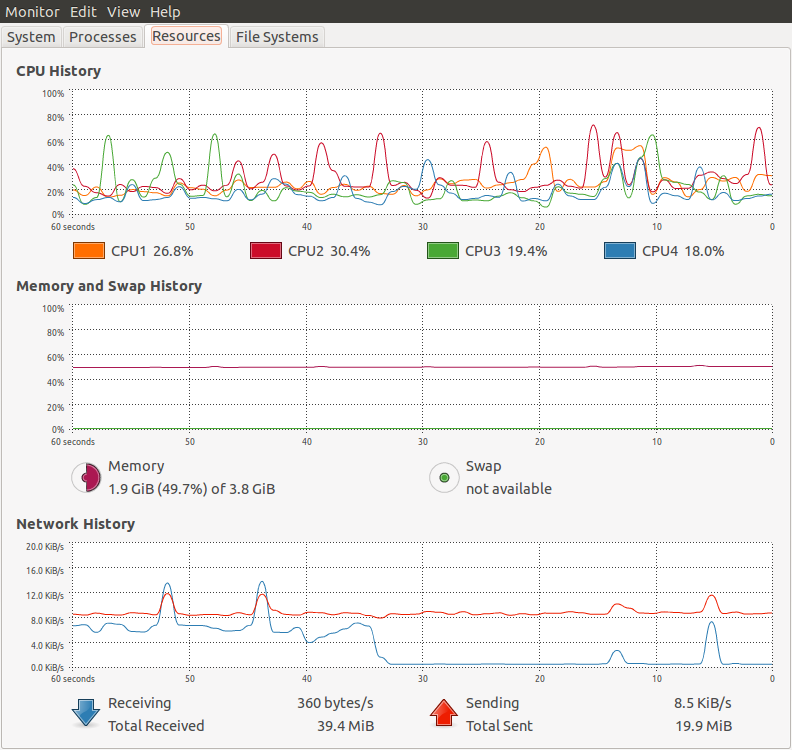 Monitor Edit View Help
System Processes Resources File Systems
CPU History
100%
80%
60%
40%
20%
0%
60 seconds 50 40 30 20 10 0
CPU1 26.8% CPU2 30.4% CPU3 19.4% CPU4 18.0%
Memory and Swap History
100%
80%
60%
40%
20%
0%
60 seconds 50 40 30 20 10 0
Memory Swap
1.9 GiB (49.7%) of 3.8 GiB not available
Network History
20.0 KiB/s
16.0 KiB/s
12.0 KiB/s
8.0 KiB/s
4.0 KiB/s
0.0 KiB/s
60 seconds 50 40 30 20 10 0
Receiving 360 bytes/s Sending 8.5 KiB/s
Total Received 39.4 MiB Total Sent 19.9 MiB